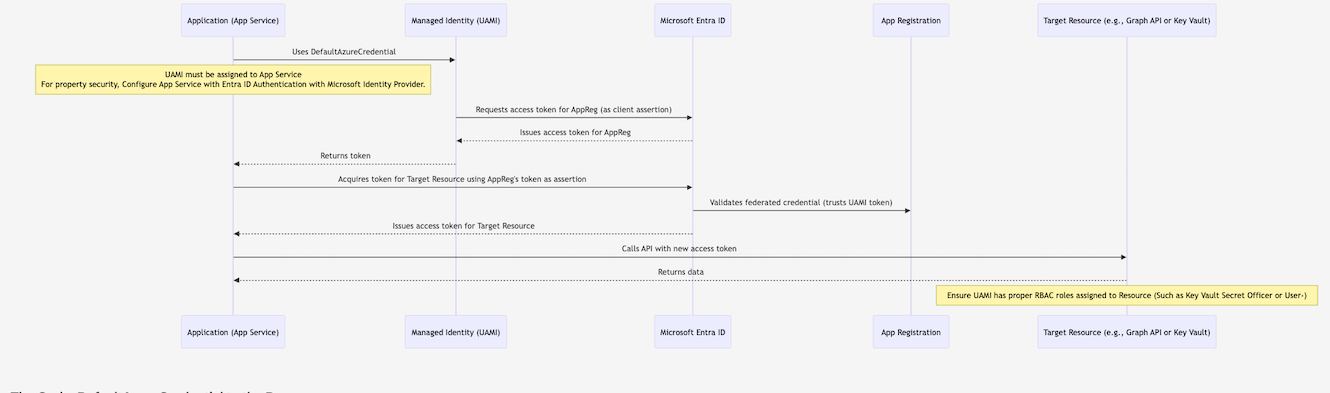 Application (App Service)
Managed Identity (UAMI)
Microsoft Entra ID
App Registration
Target Resource (e.g., Graph API or Key Vault)
Uses DefaultAzureCredential
UAMI must be assigned to App Service
For property security, Configure App Service with Entra ID Authentication with Microsoft Identity Provider.
Requests access token for AppReg (as client assertion)
Issues access token for AppReg
Returns token
Acquires token for Target Resource using AppReg's token as assertion
Validates federated credential (trusts UAMI token)
Issues access token for Target Resource
Calls API with new access token
Returns data
Ensure UAMI has proper RBAC roles assigned to Resource (Such as Key Vault Secret Officer or User-)
Application (App Service)
Managed Identity (UAMI)
Microsoft Entra ID
App Registration
Target Resource (e.g., Graph API or Key Vault)